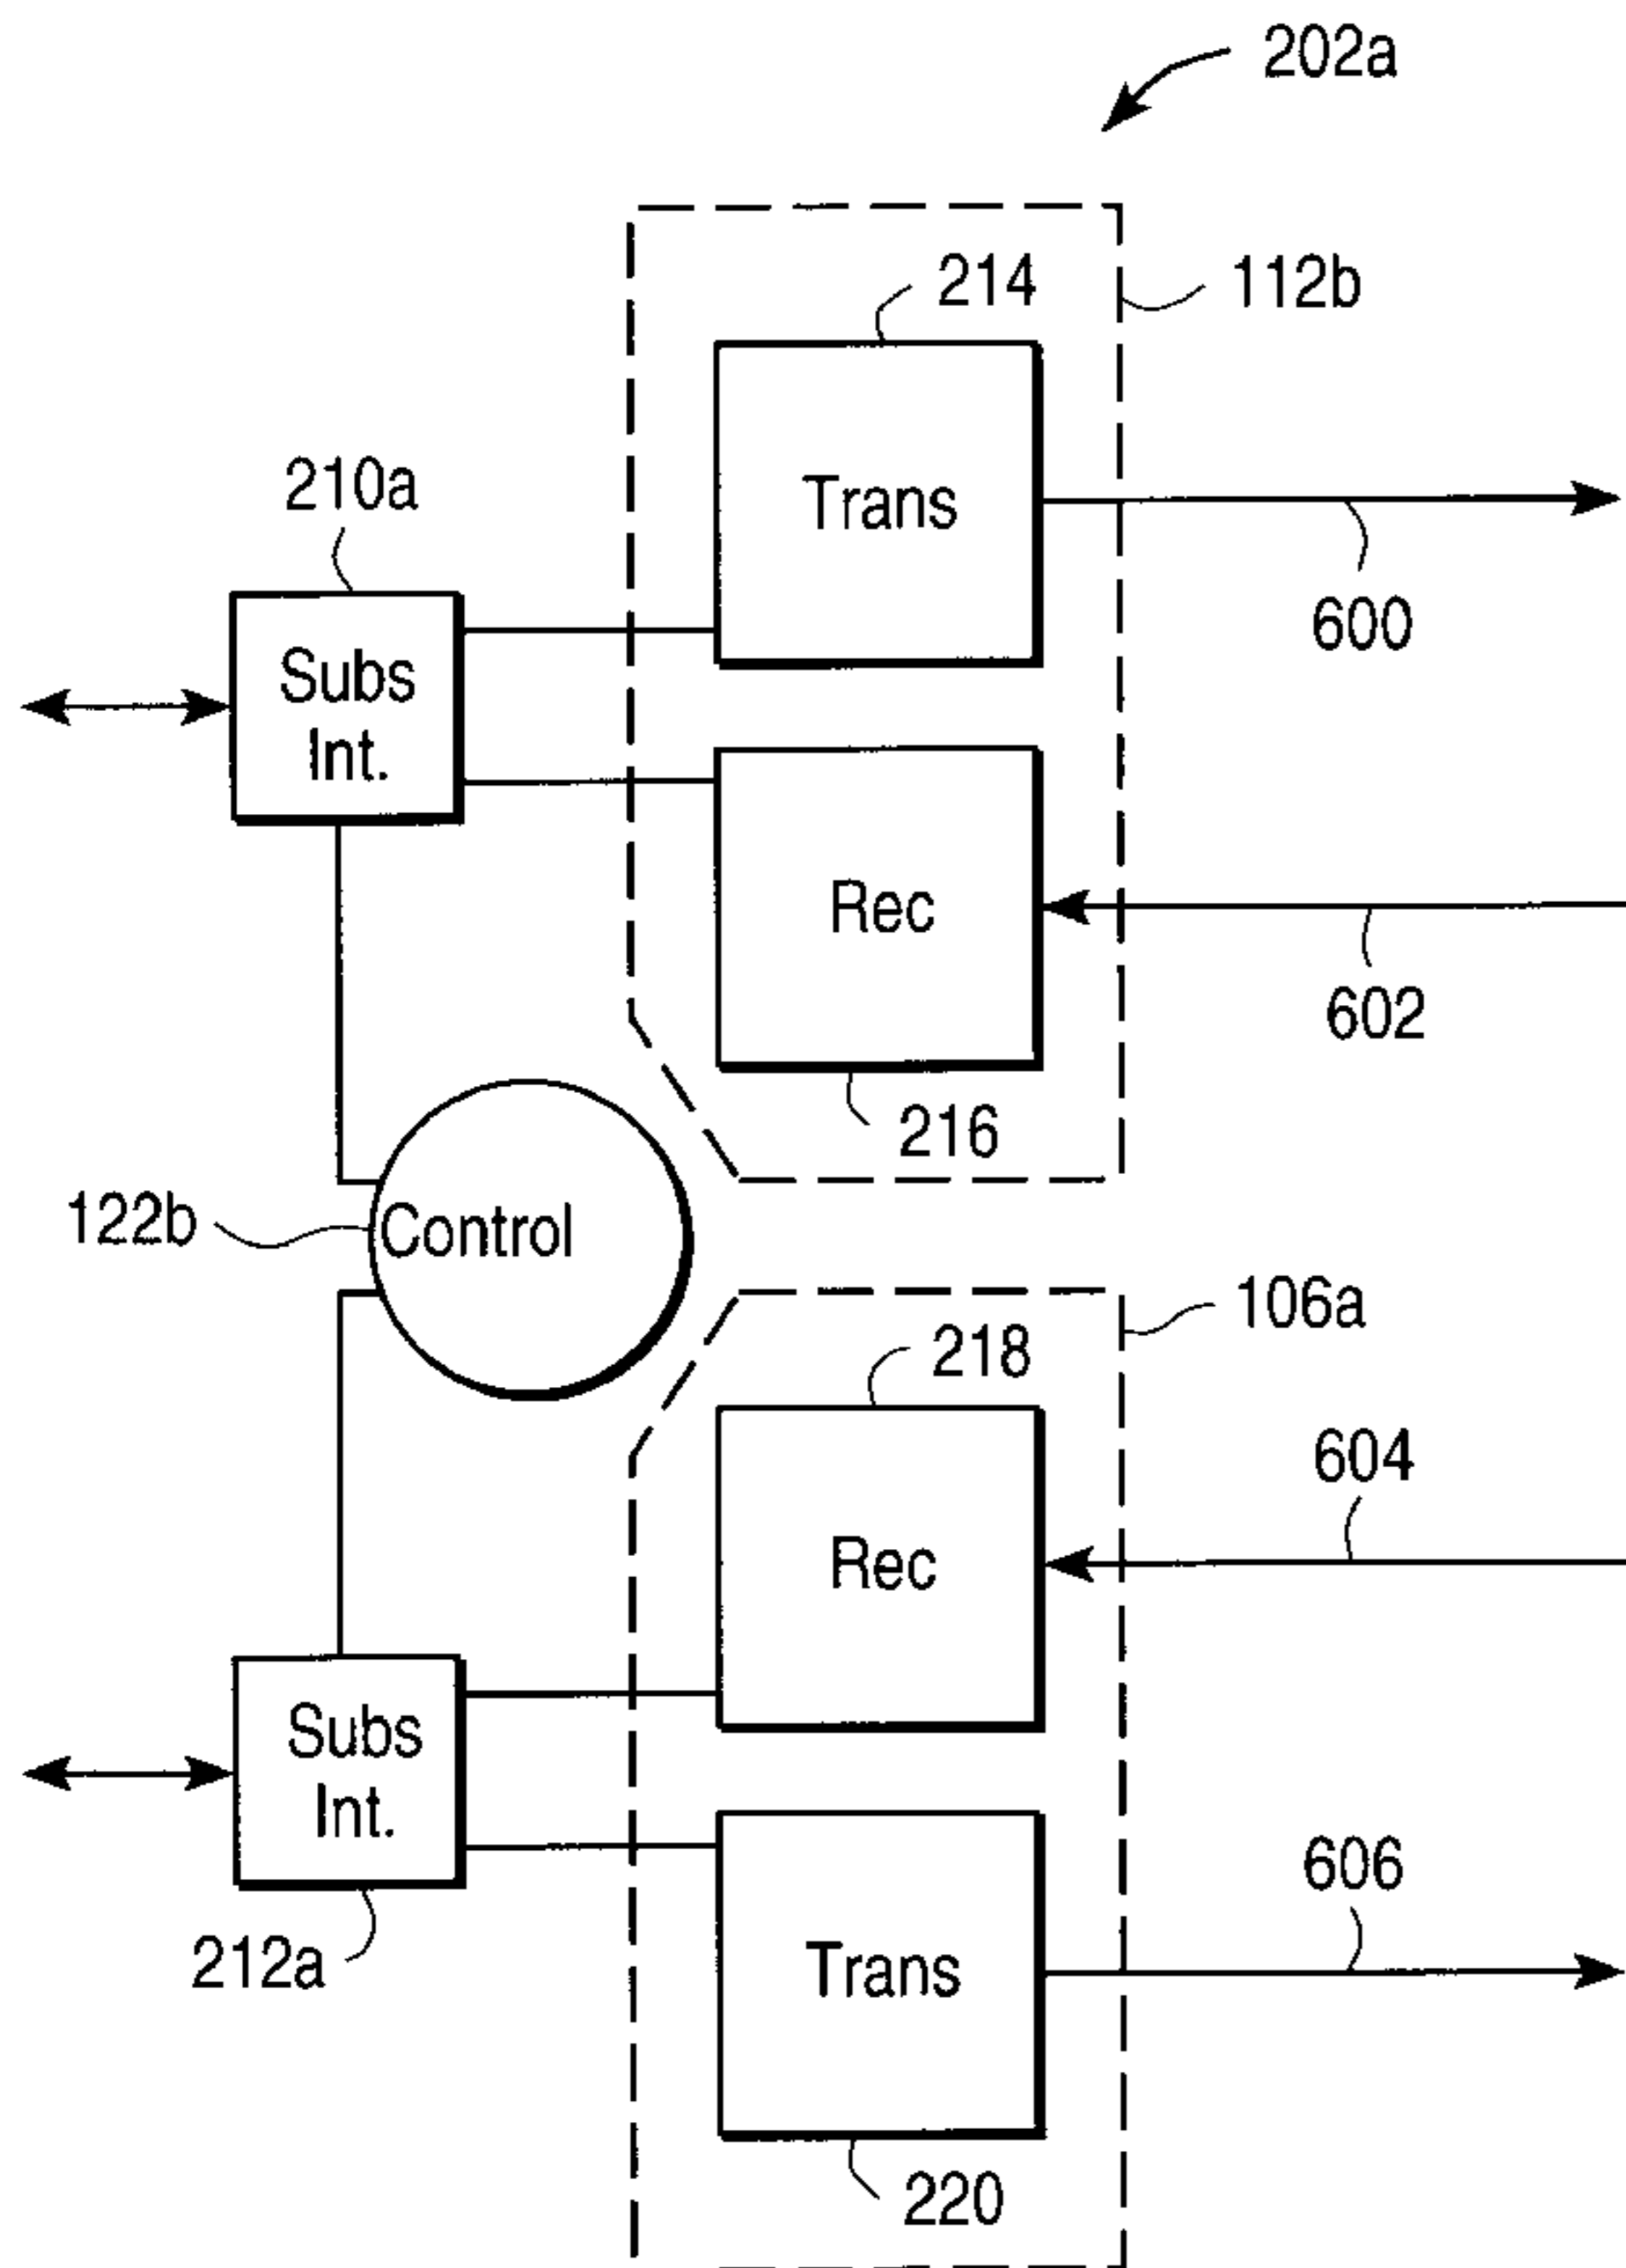 202a
112b
214
Trans
600
210a
Subs
Int.
Rec
602
216
122b
Control
106a
218
604
Rec
Subs
Int.
212a
606
Trans
220